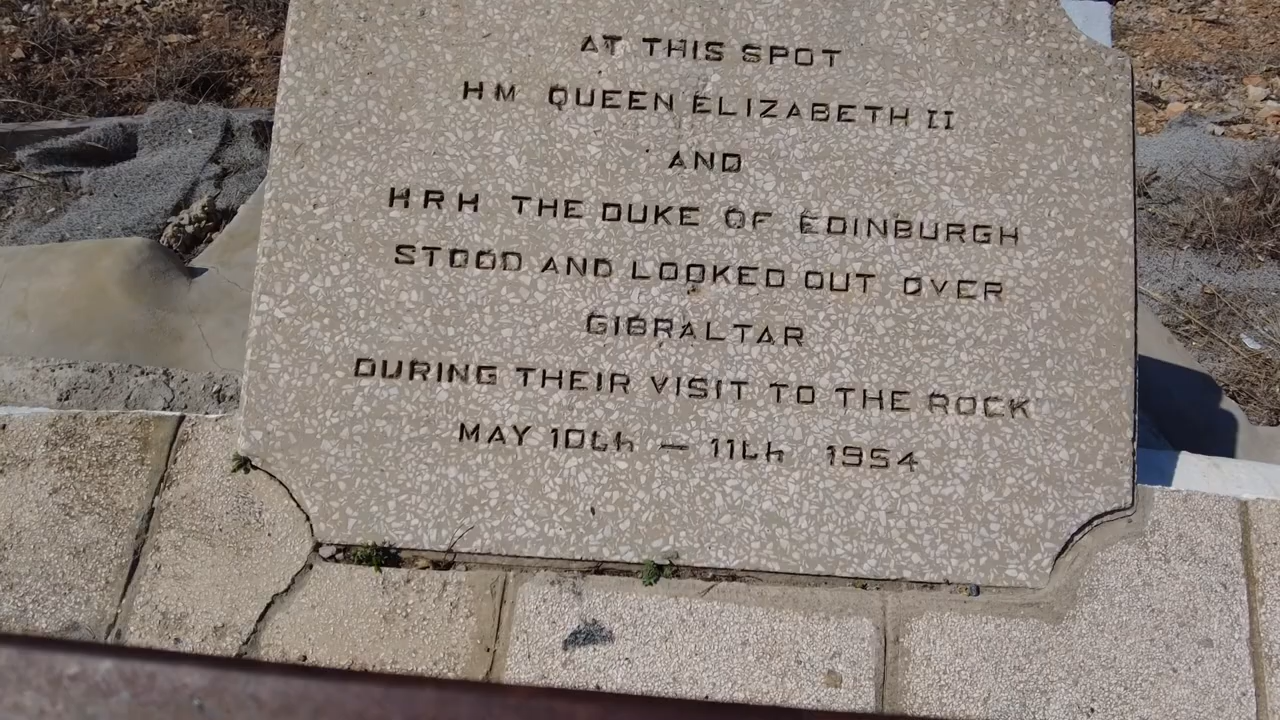 AT THIS SPOT
HM QUEEN ELIZABETH II
AND
HRH THE DUKE OF EDINBURGH
STOOD AND LOOKED OUT OVER
GIBRALTAR
DURING THEIR VISIT TO THE ROCK
MAY 10th — 11th 1954